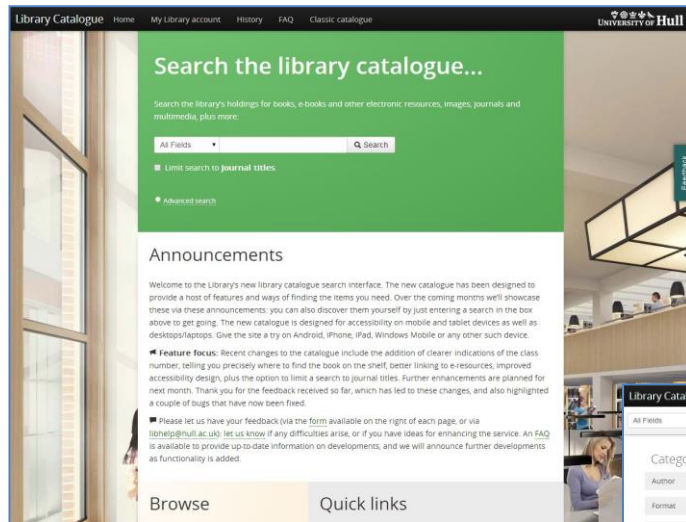 Library Catalogue Home My Library account History FAQ Classic catalogue
UNIVERSITY OF Hull
Search the library catalogue...
Search the library's holdings for books, e-books and other electronic resources, images, journals and
multimedia, plus more:
All Fields Search
Limit search to Journal titles
Advanced search
Feedback
Announcements
Welcome to the Library's new library catalogue search interface. The new catalogue has been designed to
provide a host of features and ways of finding the items you need. Over the coming months we'll showcase
these via these announcements: you can also discover them yourself by just entering a search in the box
above to get going. The new catalogue is designed for accessibility on mobile and tablet devices as well as
desktops/laptops. Give the site a try on Android, iPhone, iPad, Windows Mobile or any other such device.
Feature focus: Recent changes to the catalogue include the addition of clearer indications of the class
number, telling you precisely where to find the book on the shelf, better linking to e-resources, improved
accessibility design, plus the option to limit a search to journal titles. Further enhancements are planned for
next month. Thank you for the feedback received so far, which has led to these changes, and also highlighted
a couple of bugs that have now been fixed.
Please let us have your feedback (via the form available on the right of each page, or via
libhelp@hull.ac.uk): let us know if any difficulties arise, or if you have ideas for enhancing the service. An FAQ
is available to provide up-to-date information on developments, and we will announce further developments
as functionality is added.
Browse
Quick links
Library Cata
All Fields
Catego
Author
Format